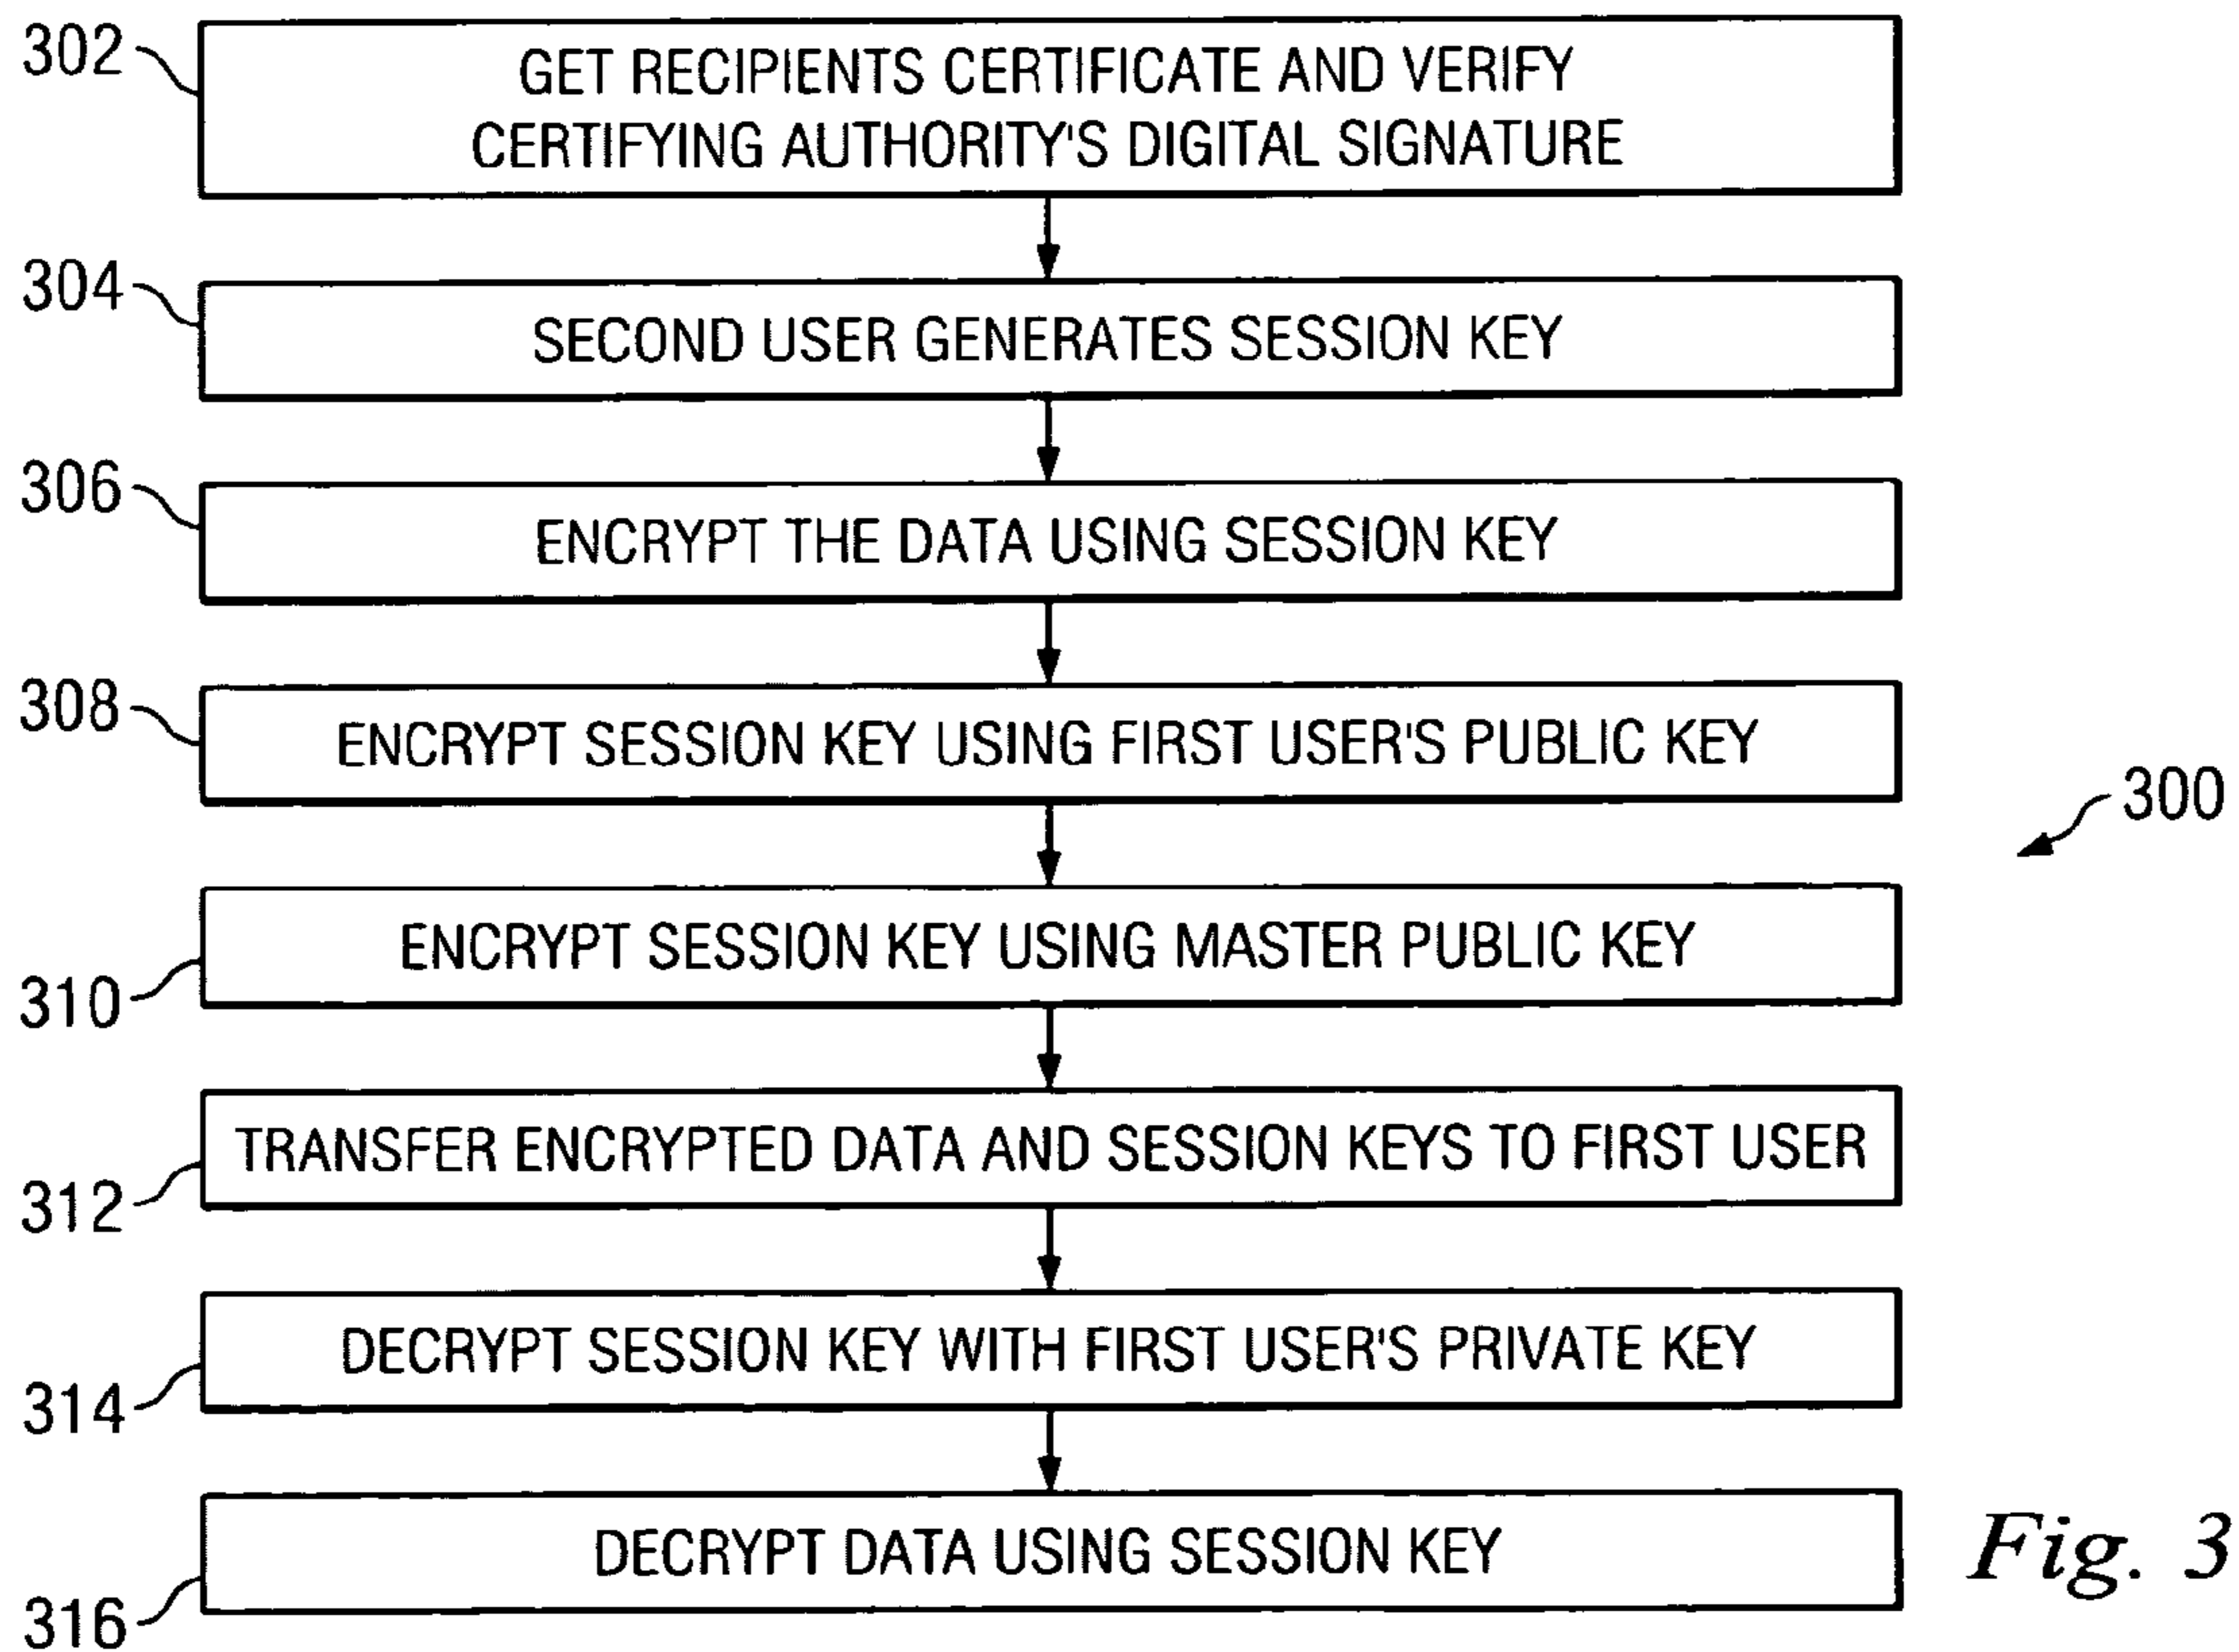 302
GET RECIPIENTS CERTIFICATE AND VERIFY
CERTIFYING AUTHORITY'S DIGITAL SIGNATURE
304
SECOND USER GENERATES SESSION KEY
306
ENCRYPT THE DATA USING SESSION KEY
308
ENCRYPT SESSION KEY USING FIRST USER'S PUBLIC KEY
300
310
ENCRYPT SESSION KEY USING MASTER PUBLIC KEY
312
TRANSFER ENCRYPTED DATA AND SESSION KEYS TO FIRST USER
314
DECRYPT SESSION KEY WITH FIRST USER'S PRIVATE KEY
316
DECRYPT DATA USING SESSION KEY
Fig. 3